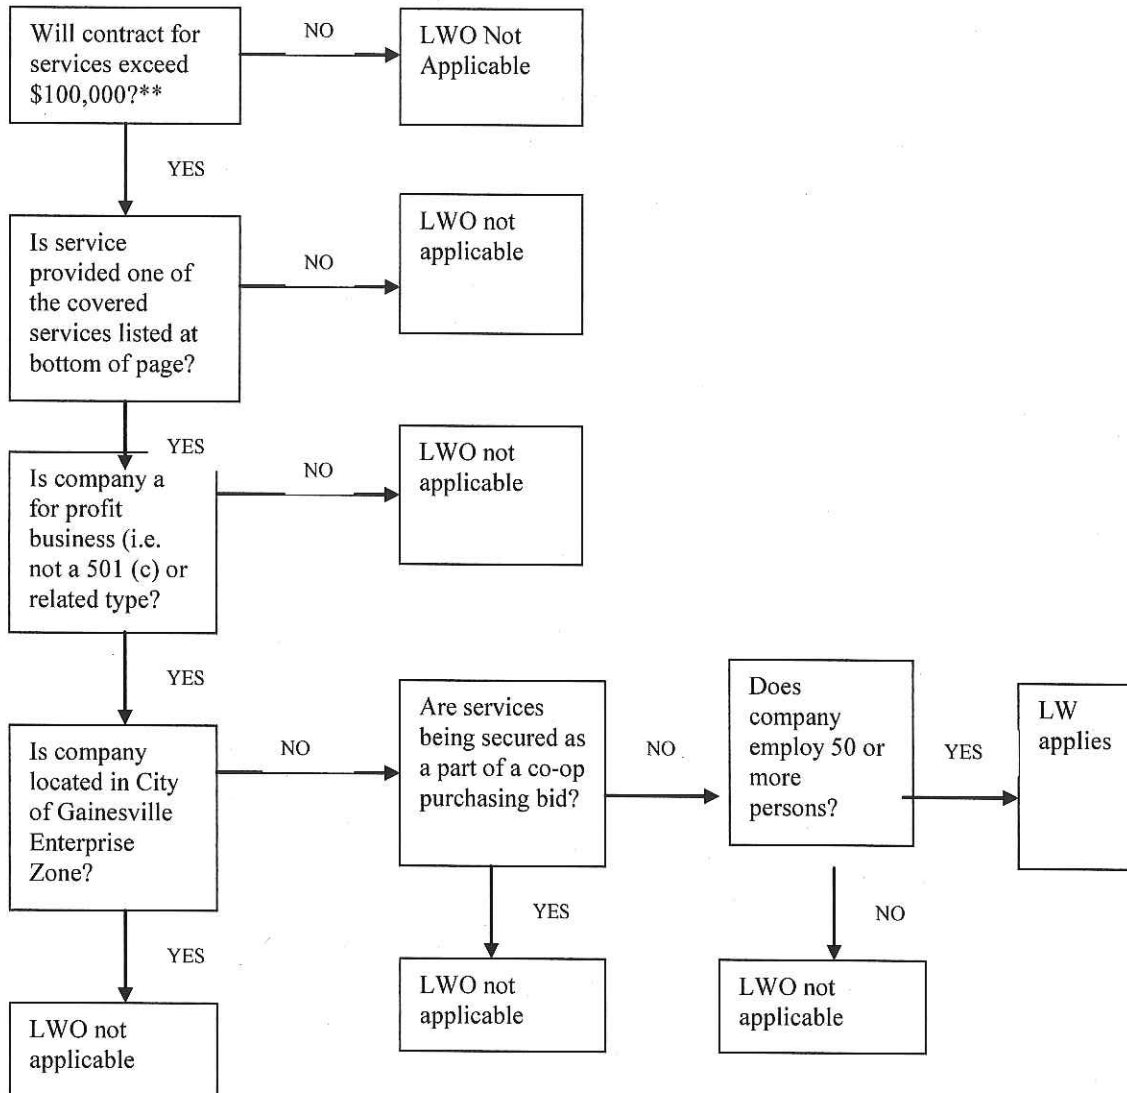 Will contract for
services exceed
$100,000?**
NO
LWO Not
Applicable
YES
Is service
provided one of
the covered
services listed at
bottom of page?
NO
LWO not
applicable
YES
Is company a
for profit
business (i.e.
not a 501 (c) or
related type?
NO
LWO not
applicable
YES
Is company
located in City
of Gainesville
Enterprise
Zone?
NO
Are services
being secured as
a part of a co-op
purchasing bid?
NO
Does
company
employ 50 or
more
persons?
YES
LW
applies
YES
LWO not
applicable
YES
LWO not
applicable
NO
LWO not
applicable